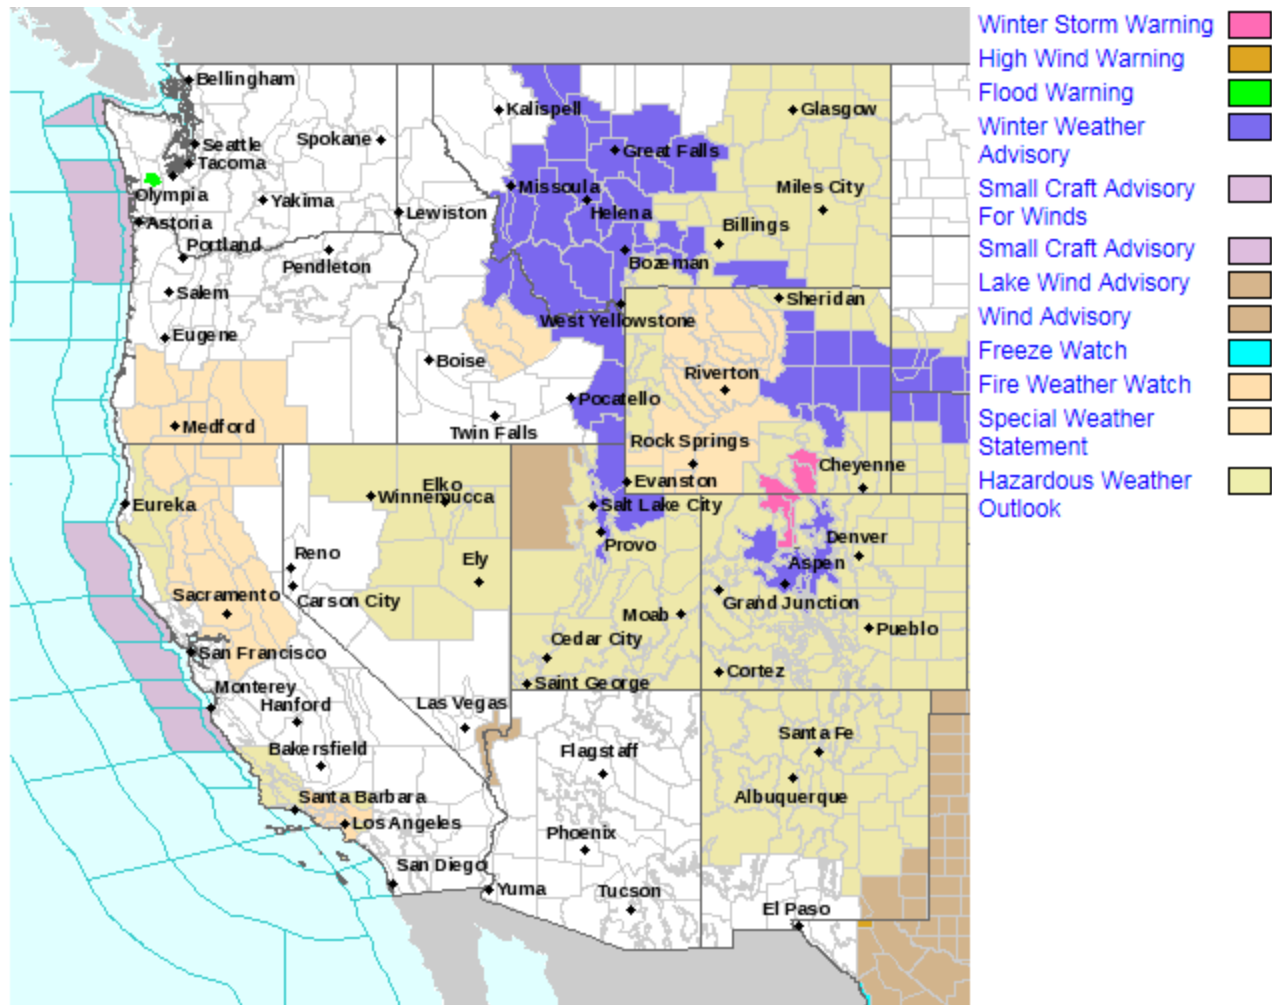 Winter Storm Warning
High Wind Warning
Flood Warning
Winter Weather
Advisory
Small Craft Advisory
For Winds
Small Craft Advisory
Lake Wind Advisory
Wind Advisory
Freeze Watch
Fire Weather Watch
Special Weather
Statement
Hazardous Weather
Outlook
Bellingham
Kalispell
Glasgow
Seattle
Spokane
Great Falls
Tacoma
Olympia
Missoula
Miles City
Yakima
Helena
Lewiston
Astoria
Billings
Portland
Pendleton
Bozeman
Salem
Sheridan
West Yellowstone
Eugene
Boise
Riverton
Pocatello
Medford
Twin Falls
Rock Springs
Cheyenne
Elko
Evanston
Winnemucca
Eureka
Salt Lake City
Provo
Denver
Reno
Ely
Aspen
Sacramento
Carson City
Grand Junction
Moab
Pueblo
Cedar City
San Francisco
Cortez
Saint George
Monterey
Hanford
Las Vegas
Santa Fe
Bakersfield
Flagstaff
Santa Barbara
Albuquerque
Los Angeles
Phoenix
San Diego
Yuma
Tucson
El Paso